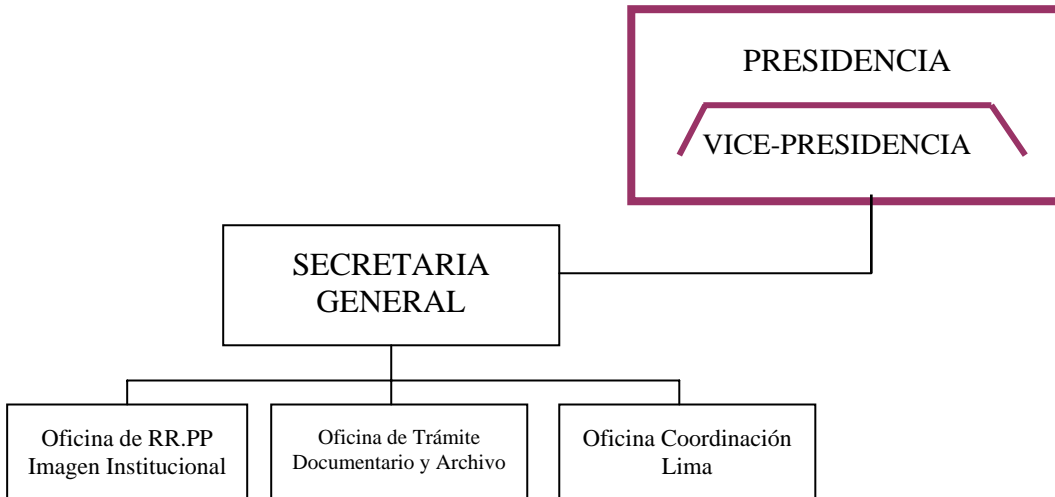 PRESIDENCIA
VICE-PRESIDENCIA
SECRETARIA
GENERAL
Oficina de RR.PP
Imagen Institucional
Oficina de Trámite
Documentario y Archivo
Oficina Coordinación
Lima